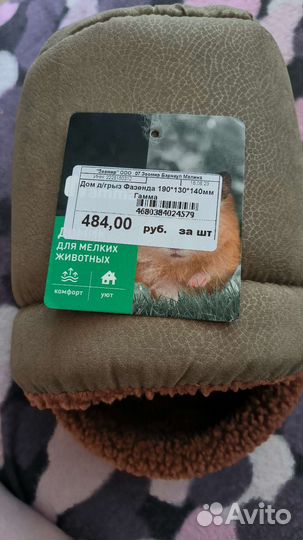 "Зоомир" ООО 07 Зоомир Барнаул Малина
Дом д/грыз Фазенда 190*130*140мм
Гамма
4680384024579
484,00 руб. за шт
ДЛЯ МЕЛКИХ
ЖИВОТНЫХ
комфорт уют
Avito